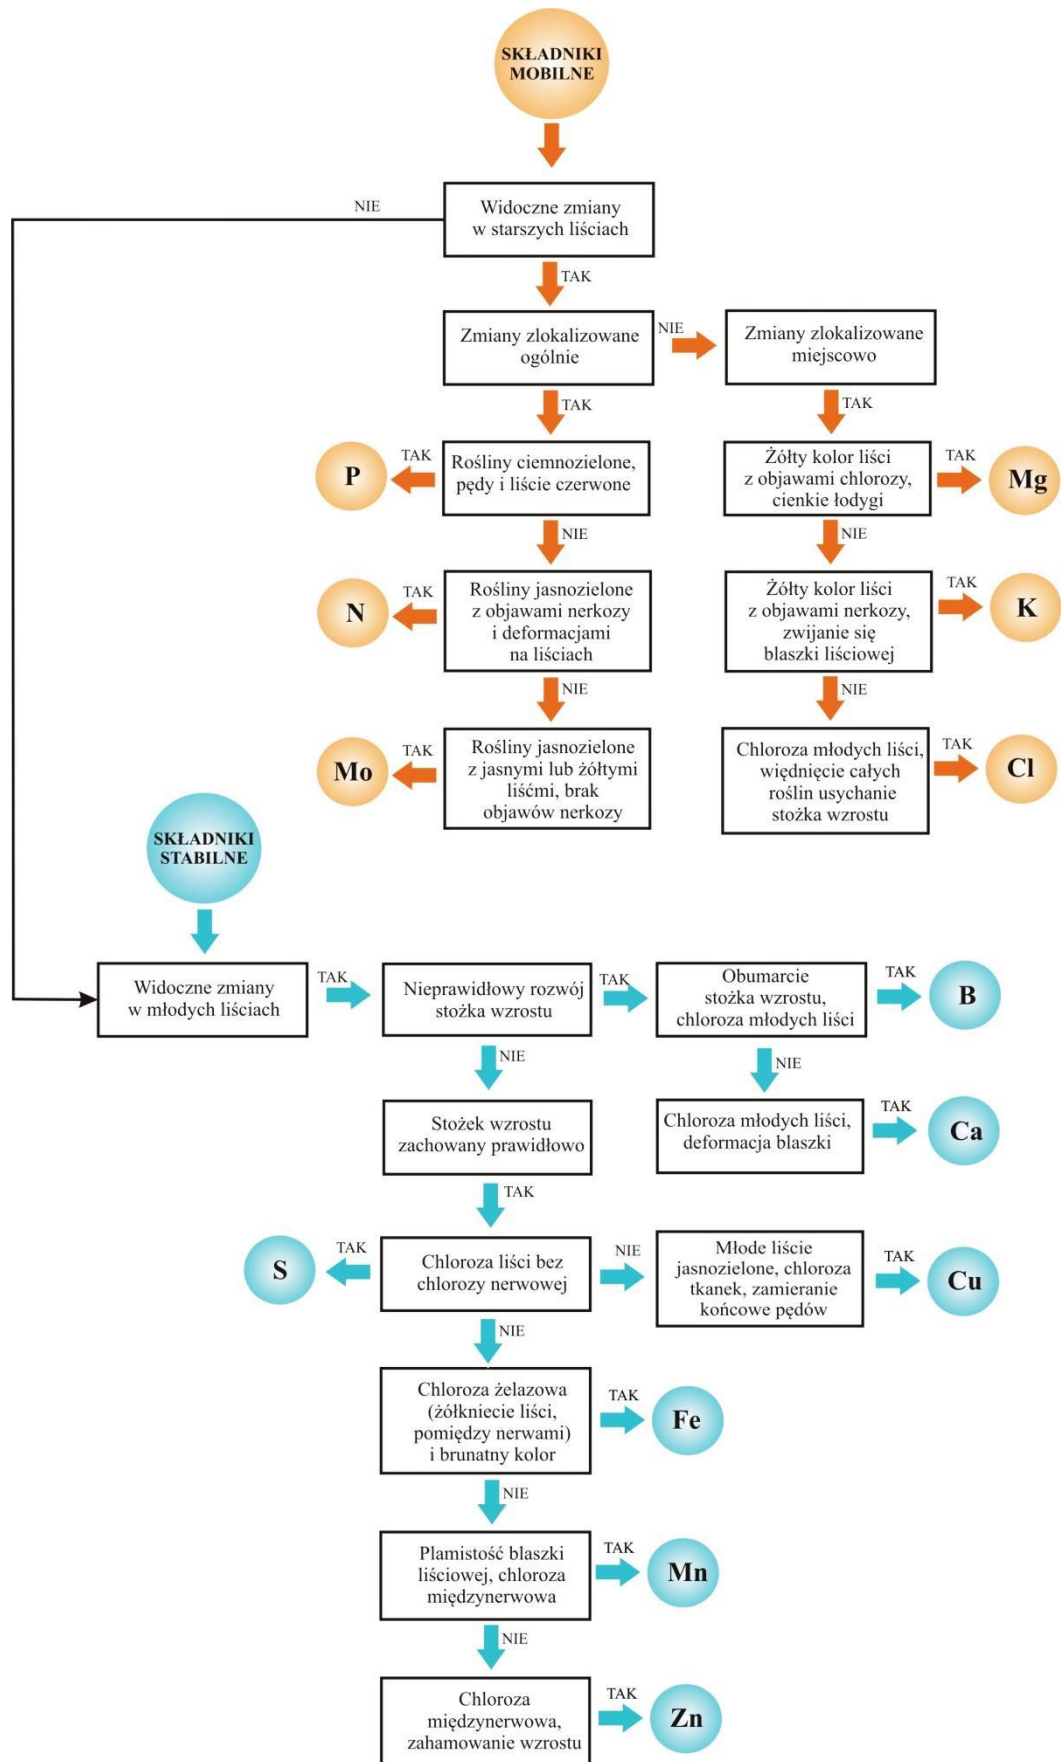 SKŁADNIKI
MOBILNE
NIE
Widoczne zmiany
w starszych liściach
TAK
Zmiany zlokalizowane
ogólnie
NIE
Zmiany zlokalizowane
miejscowo
TAK
TAK
P
TAK
Rośliny ciemnozielone,
pędy i liście czerwone
Żółty kolor liści
z objawami chlorozy,
cienkie łodygi
TAK
Mg
NIE
NIE
N
TAK
Rośliny jasnozielone
z objawami nerkozy
i deformacjami
na liściach
Żółty kolor liści
z objawami nerkozy,
zwijanie się
blaszki liściowej
TAK
K
NIE
NIE
Mo
TAK
Rośliny jasnozielone
z jasnymi lub żółtymi
liśćmi, brak
objawów nerkozy
Chloroza młodych liści,
więdnięcie całych
roślin usychanie
stożka wzrostu
TAK
Cl
SKŁADNIKI
STABILNE
Widoczne zmiany
w młodych liściach
TAK
Nieprawidłowy rozwój
stożka wzrostu
TAK
Obumarcie
stożka wzrostu,
chloroza młodych liści
TAK
B
NIE
NIE
Stożek wzrostu
zachowany prawidłowo
Chloroza młodych liści,
deformacja blaszki
TAK
Ca
TAK
S
TAK
Chloroza liści bez
chlorozy nerwowej
NIE
Młode liście
jasnozielone, chloroza
tkanek, zamieranie
końcowe pędów
TAK
Cu
NIE
Chloroza żelazowa
(żółkniecie liści,
pomiędzy nerwami)
i brunatny kolor
TAK
Fe
NIE
Plamistość blaszki
liściowej, chloroza
międzynerwowa
TAK
Mn
NIE
Chloroza
międzynerwowa,
zahamowanie wzrostu
TAK
Zn